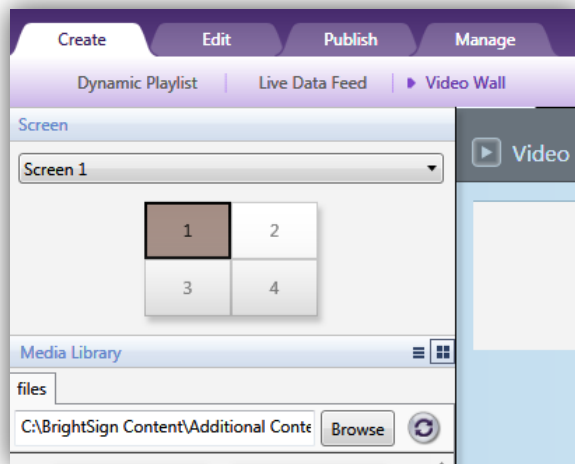 Create Edit Publish Manage
Dynamic Playlist Live Data Feed Video Wall
Screen
Screen 1
Video
1 2
3 4
Media Library
files
C:\BrightSign Content\Additional Conte Browse